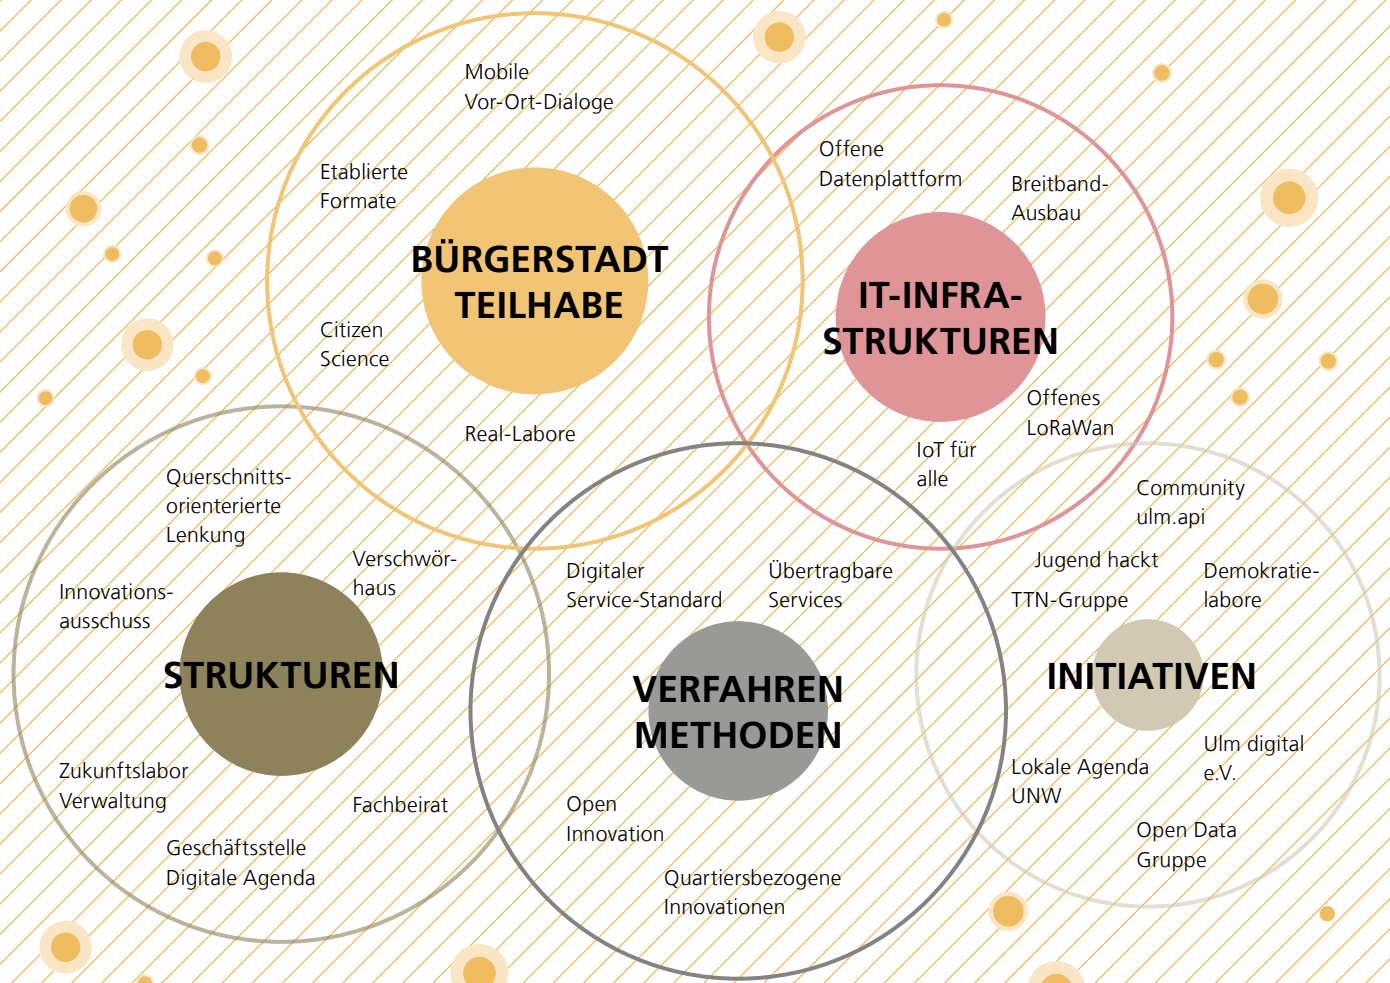 Mobile
Vor-Ort-Dialoge
Etablierte
Formate
BÜRGERSTADT
TEILHABE
Citizen
Science
Real-Labore
Offene
Datenplattform
Breitband-
Ausbau
IT-INFRA-
STRUKTUREN
Offenes
LoRaWan
IoT für
alle
Querschnitts-
orienterierte
Lenkung
Verschwör-
haus
Innovations-
ausschuss
STRUKTUREN
Zukunftslabor
Verwaltung
Fachbeirat
Geschäftsstelle
Digitale Agenda
Digitaler
Service-Standard
Übertragbare
Services
VERFAHREN
METHODEN
Open
Innovation
Quartiersbezogene
Innovationen
Community
ulm.api
Jugend hackt
Demokratie-
labore
TTN-Gruppe
INITIATIVEN
Ulm digital
e.V.
Lokale Agenda
UNW
Open Data
Gruppe